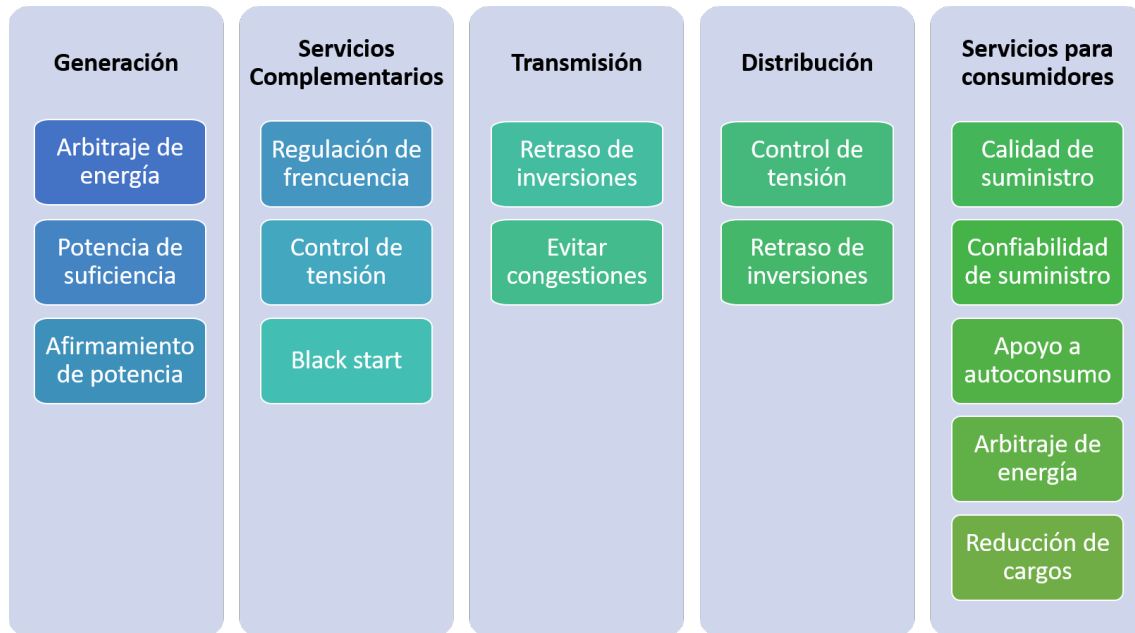 Generación
Arbitraje de
energía
Potencia de
suficiencia
Afirmamiento
de potencia
Servicios
Complementarios
Regulación de
frencuencia
Control de
tensión
Black start
Transmisión
Retraso de
inversiones
Evitar
congestiones
Distribución
Control de
tensión
Retraso de
inversiones
Servicios para
consumidores
Calidad de
suministro
Confiabilidad
de suministro
Apoyo a
autoconsumo
Arbitraje de
energía
Reducción de
cargos